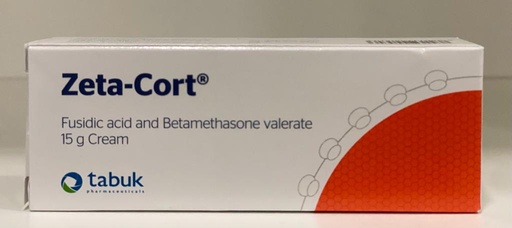 Zeta-Cort®
Fusidic acid and Betamethasone valerate
15 g Cream
tabuk
pharmaceuticals